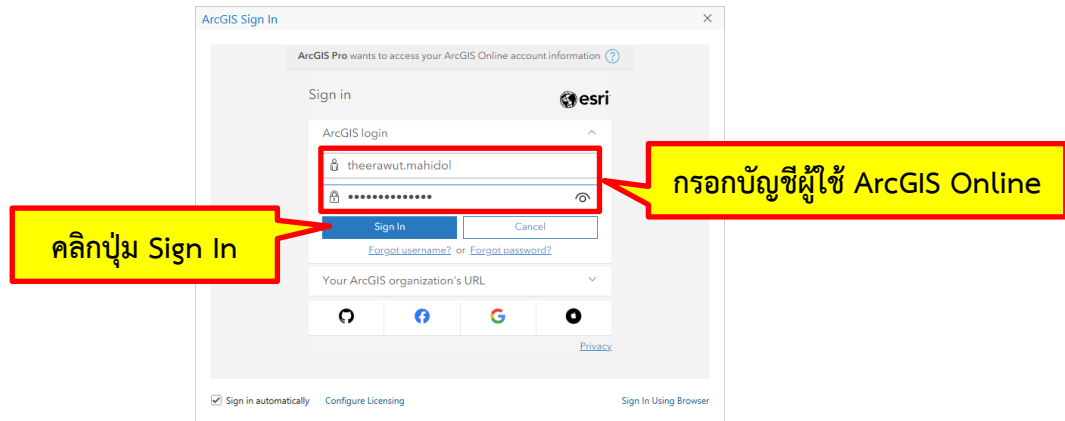 ArcGIS Sign In
ArcGIS Pro wants to access your ArcGIS Online account information ?
Sign in
esri
ArcGIS login
theerawut.mahidol
••••••••••••••
กรอกบัญชีผู้ใช้ ArcGIS Online
คลิกปุ่ม Sign In
Sign In
Cancel
Forgot username? or Forgot password?
Your ArcGIS organization's URL
Privacy
Sign in automatically
Configure Licensing
Sign In Using Browser